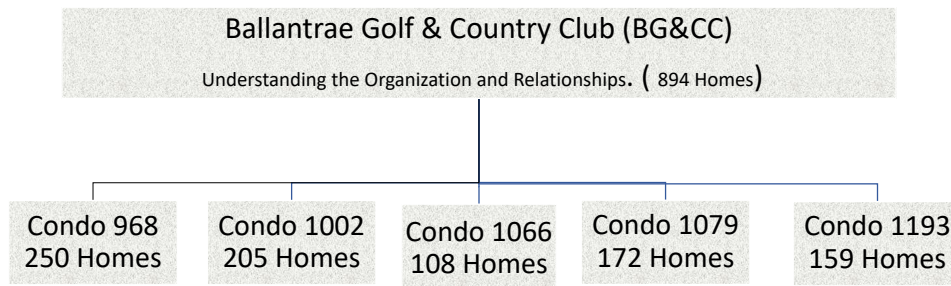 Ballantrae Golf & Country Club (BG&CC)
Understanding the Organization and Relationships. ( 894 Homes)
Condo 968
250 Homes
Condo 1002
205 Homes
Condo 1066
108 Homes
Condo 1079
172 Homes
Condo 1193
159 Homes